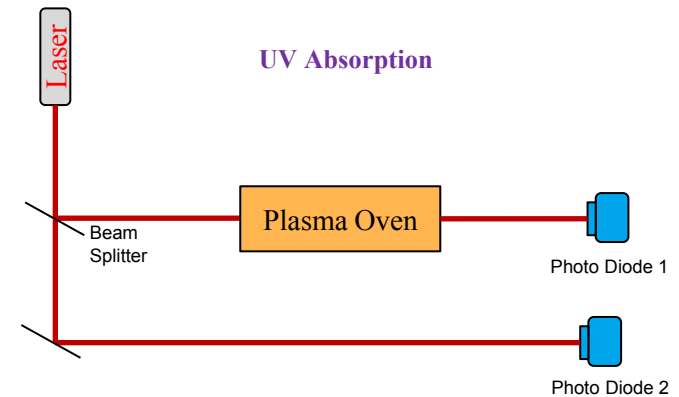 Laser
UV Absorption
Plasma Oven
Beam
Splitter
Photo Diode 1
Photo Diode 2